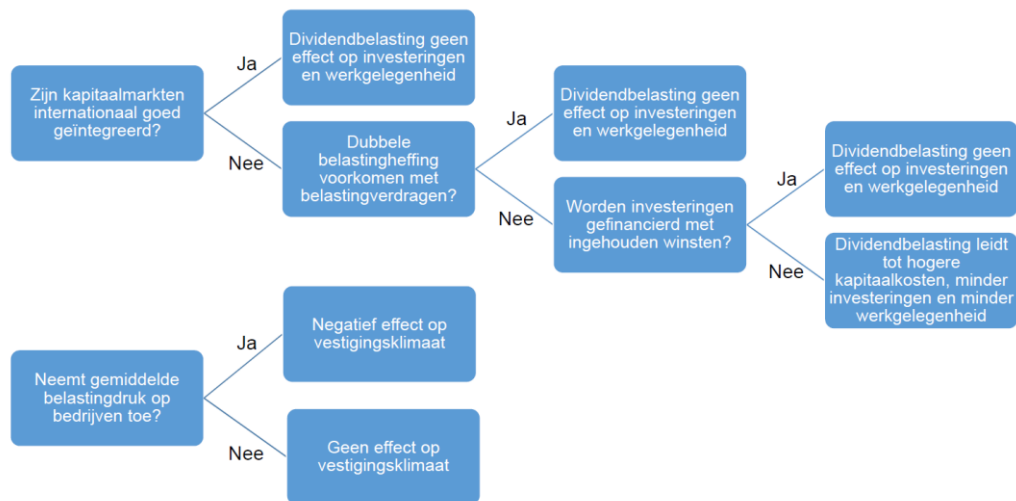 Zijn kapitaalmarkten
internationaal goed
geïntegreerd?
Ja
Dividendbelasting geen
effect op investeringen
en werkgelegenheid
Nee
Dubbele
belastingheffing
voorkomen met
belastingverdragen?
Ja
Dividendbelasting geen
effect op investeringen
en werkgelegenheid
Nee
Worden investeringen
gefinancierd met
ingehouden winsten?
Ja
Dividendbelasting geen
effect op investeringen
en werkgelegenheid
Nee
Dividendbelasting leidt
tot hogere
kapitaalkosten, minder
investeringen en minder
werkgelegenheid
Neemt gemiddelde
belastingdruk op
bedrijven toe?
Ja
Negatief effect op
vestigingsklimaat
Nee
Geen effect op
vestigingsklimaat